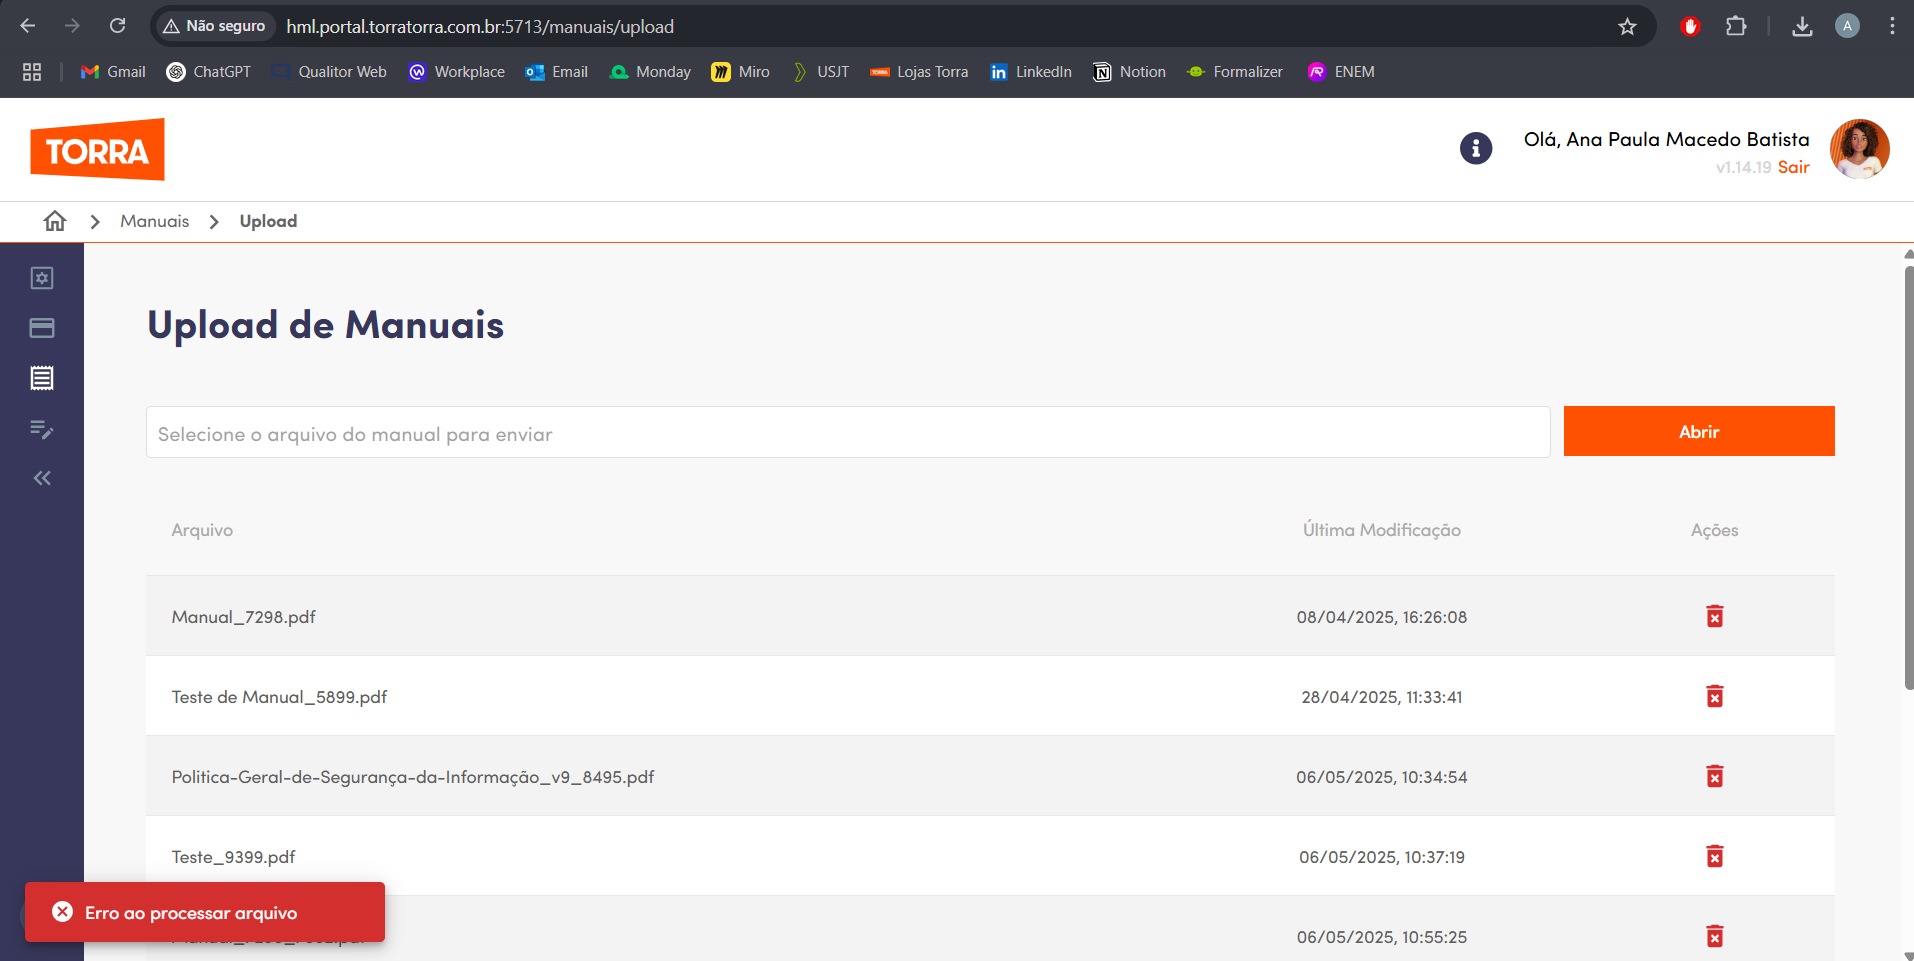 Não seguro
hml.portal.torratorra.com.br:5713/manuais/upload
A
Gmail
ChatGPT
Qualitor Web
Workplace
Email
Monday
Miro
USJT
Lojas Torra
LinkedIn
Notion
Formalizer
ENEM
TORRA
Olá, Ana Paula Macedo Batista
v1.14.19 Sair
Manuais
Upload
Upload de Manuais
Selecione o arquivo do manual para enviar
Abrir
Arquivo
Última Modificação
Ações
Manual_7298.pdf
08/04/2025, 16:26:08
Teste de Manual_5899.pdf
28/04/2025, 11:33:41
Politica-Geral-de-Segurança-da-Informação_v9_8495.pdf
06/05/2025, 10:34:54
Teste_9399.pdf
06/05/2025, 10:37:19
Erro ao processar arquivo
06/05/2025, 10:55:25